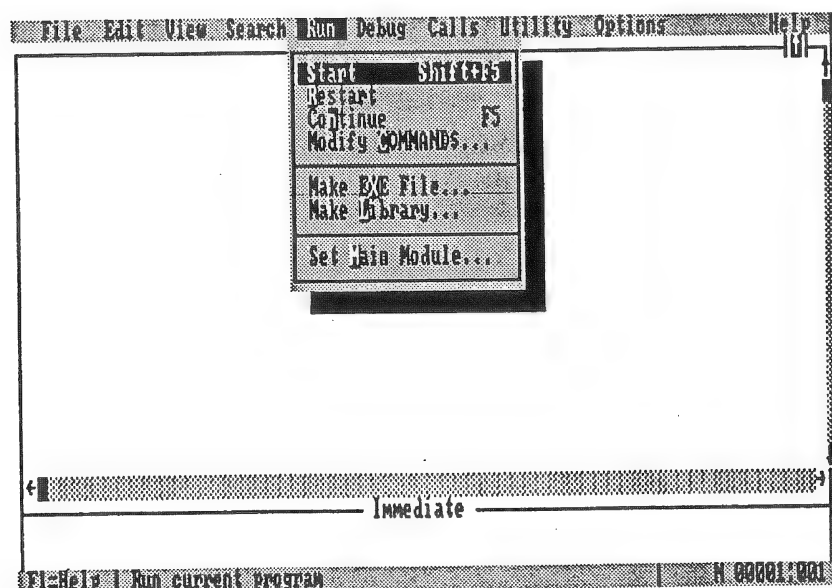 File Edit View Search Run Debug Calls Utility Options Help
Start Shift+F5
Restart
Continue F5
Modify COMMAND$...
Make EXE File...
Make Library...
Set Main Module...
Immediate
F1=Help | Run current program N 00001:001